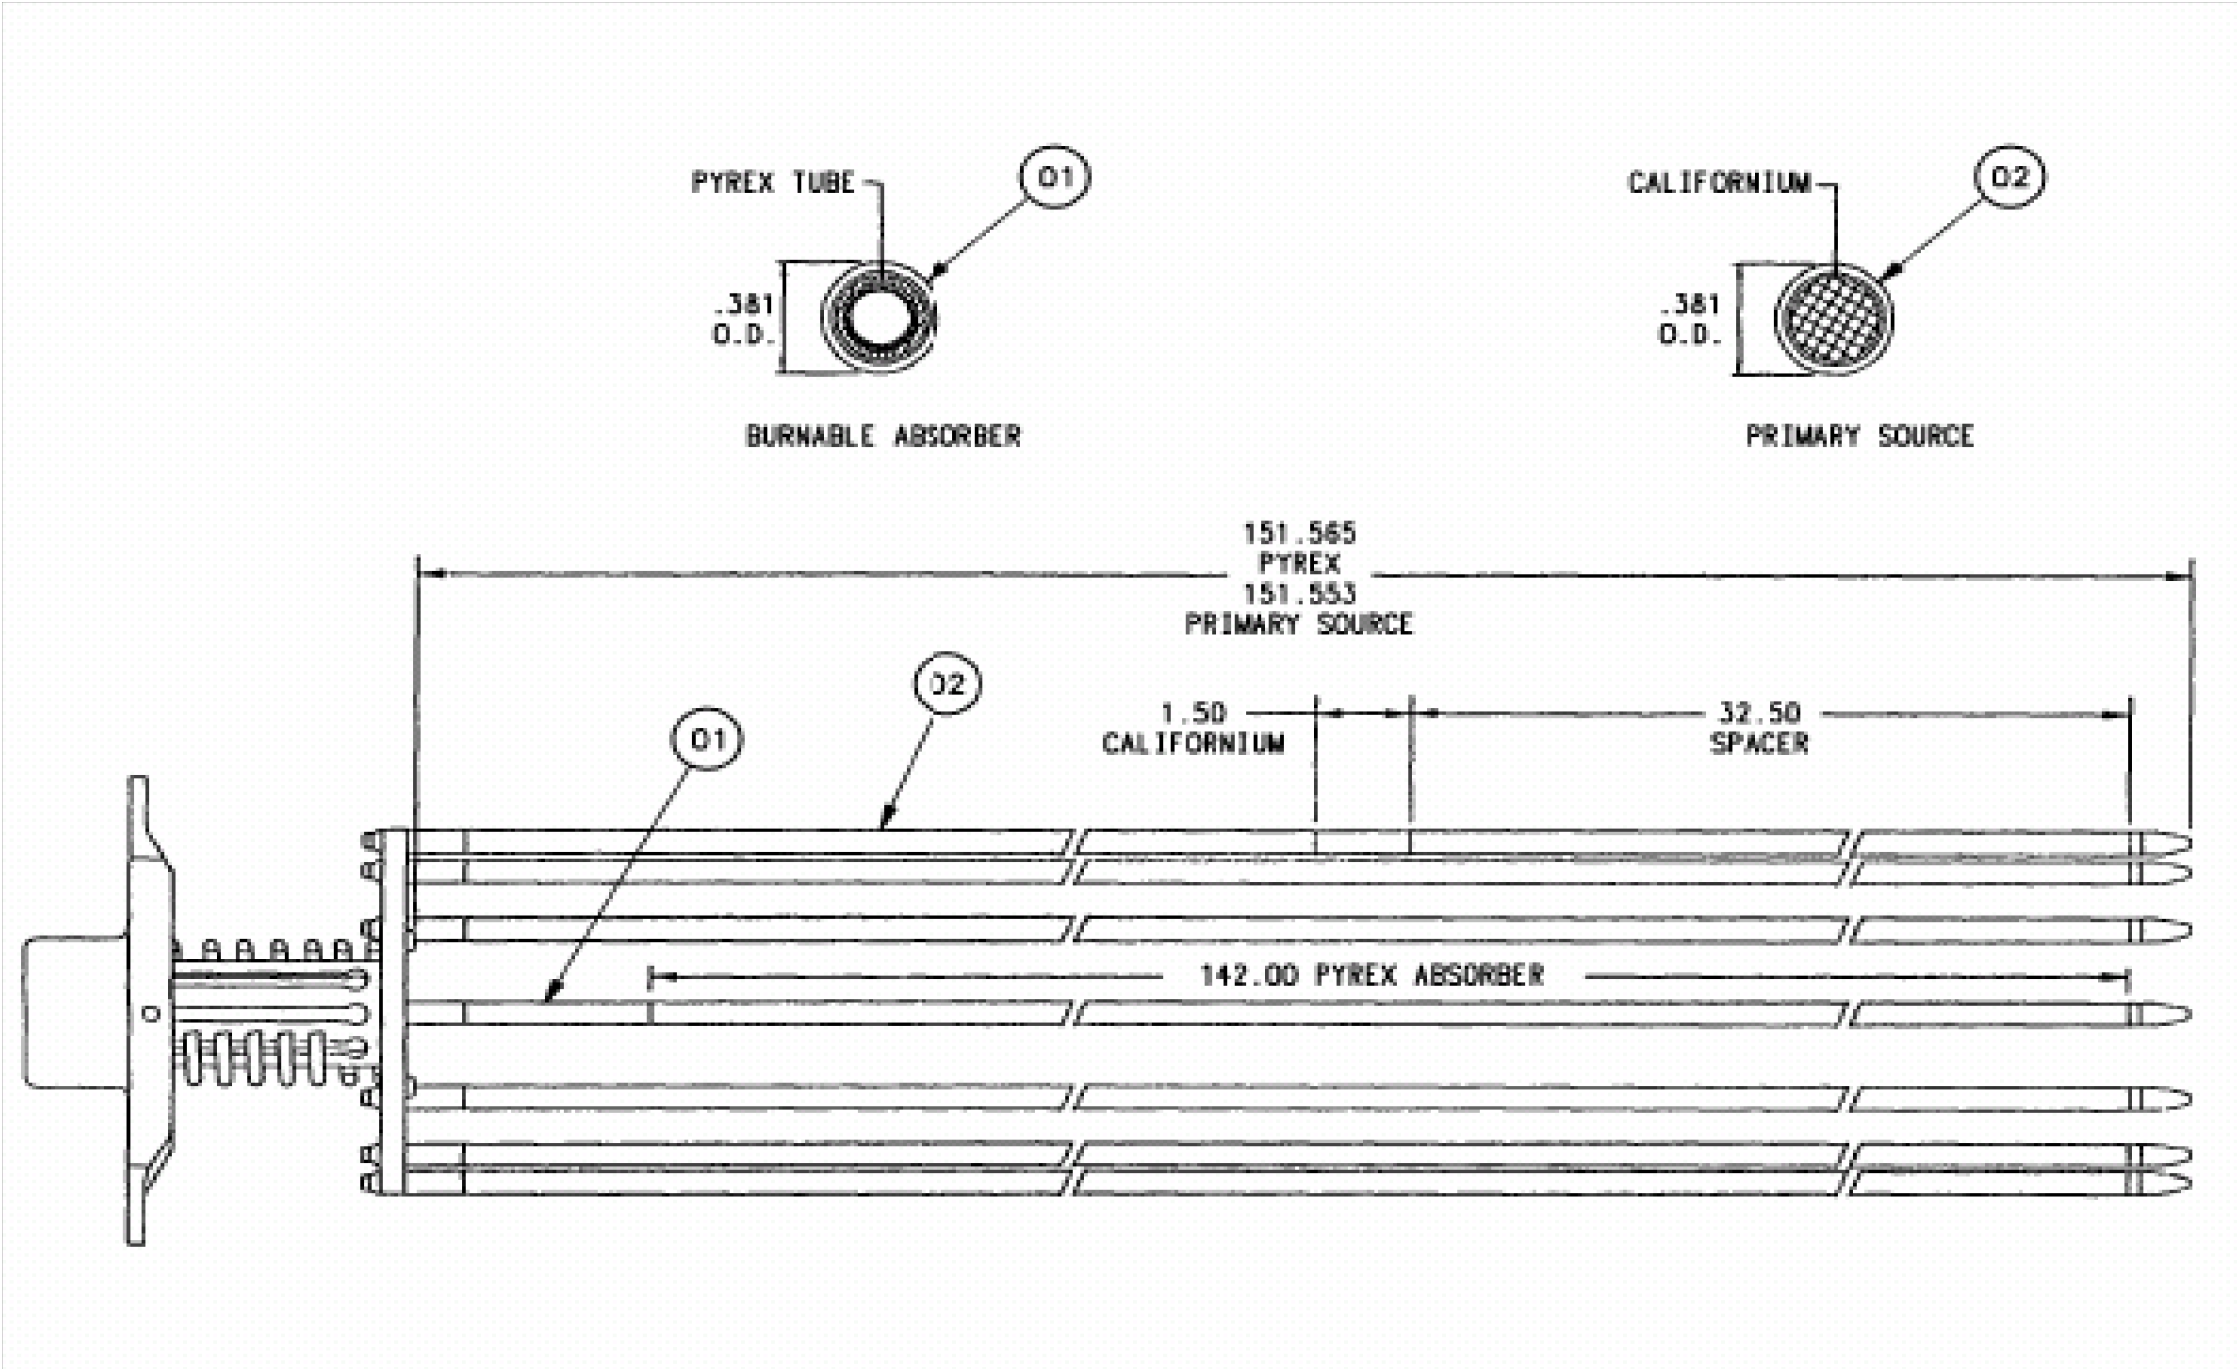 PYREX TUBE
01
CALIFORNIUM
02
.381
O.D.
.381
O.D.
BURNABLE ABSORBER
PRIMARY SOURCE
151.565
PYREX
151.553
PRIMARY SOURCE
02
01
1.50
CALIFORNIUM
32.50
SPACER
142.00 PYREX ABSORBER